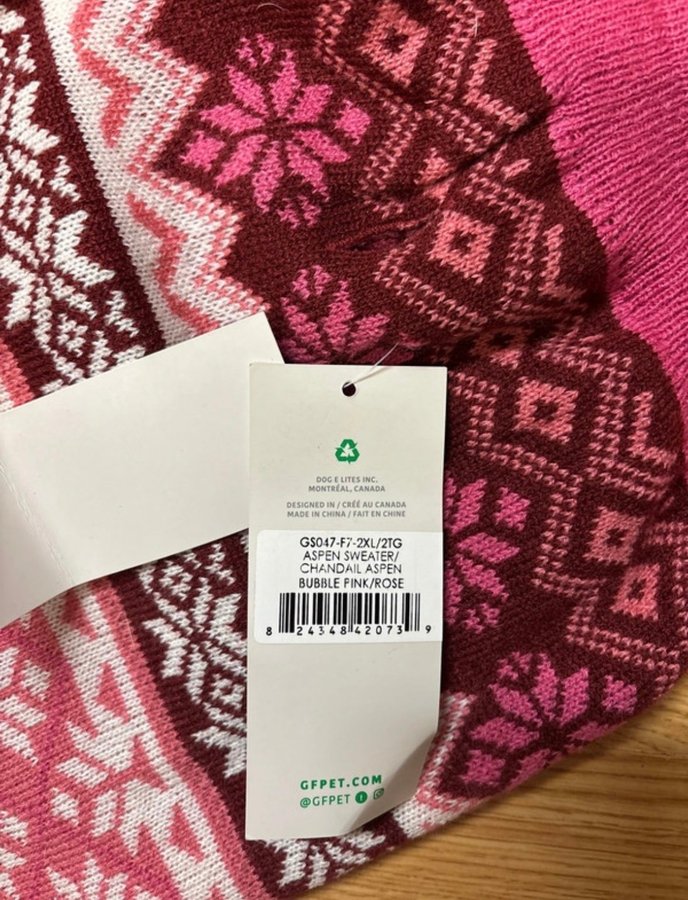 DOG E LITES INC.
MONTRÉAL, CANADA
DESIGNED IN / CRÉÉ AU CANADA
MADE IN CHINA / FAIT EN CHINE
GS047-F7-2XL/2TG
ASPEN SWEATER/
CHANDAIL ASPEN
BUBBLE PINK/ROSE
8 24348 42073 9
GFPET.COM
@GFPET